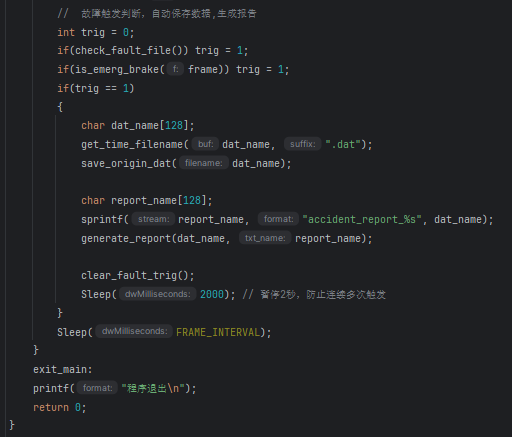 //  故障触发判断，自动保存数据,生成报告
int trig = 0;
if(check_fault_file()) trig = 1;
if(is_emerg_brake( f: frame)) trig = 1;
if(trig == 1)
{
char dat_name[128];
get_time_filename( buf: dat_name,  suffix: ".dat");
save_origin_dat( filename: dat_name);
char report_name[128];
sprintf( stream: report_name,  format: "accident_report_%s", dat_name);
generate_report(dat_name,  txt_name: report_name);
clear_fault_trig();
Sleep( dwMilliseconds: 2000); // 暂停2秒，防止连续多次触发
}
Sleep( dwMilliseconds: FRAME_INTERVAL);
}
exit_main:
printf( format: "程序退出\n");
return 0;
}